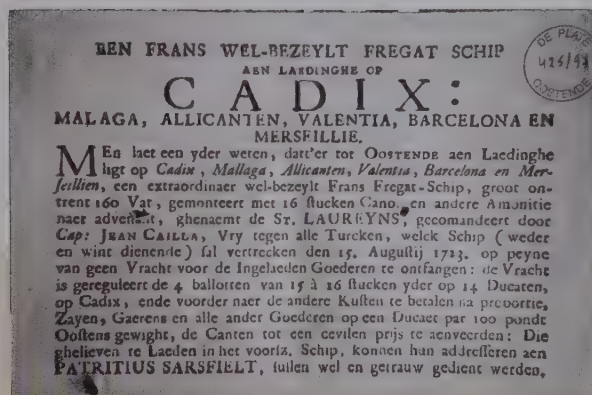 EEN FRANS WEL-BEZEYLT FREGAT SCHIP
AEN LAEDINGHE OP
CADIX:
MALAGA, ALLICANTEN, VALENTIA, BARCELONA EN
MERSEILLIE.
MEn laet een yder weten, datt'er tot OOSTENDE aen Laedinghe
ligt op Cadix, Mallaga, Allicanten, Valentia, Barcelona en Mer-
seillien, een extraordinaer wel-bezeylt Frans Fregat-Schip, groot on-
trent 160 Vat, gemonteert met 16 stucken Cano. en andere Amonitie
naer advenant, ghenaemt de St. LAUREYNS, gecomandeert door
Cap: JEAN CAILLA, Vry tegen alle Turcken, welck Schip (weder
en wint dienende) sal vertrecken den 15. Augustij 1723. op peyne
van geen Vracht voor de Ingelaeden Goederen te ontfangen: de Vracht
is gereguleert de 4 ballotten van 15 à 16 stucken yder op 14 Ducaten,
op Cadix, ende voorder naer de andere Kusten te betalen na proportie,
Zayen, Gaerens en alle ander Goederen op een Ducaet par 100 pondt
Oostens gewight, de Canten tot een civilen prijs te aenveerden: Die
ghelieven te Laeden in het voorsz. Schip, konnen hun addresseren aen
PATRITIUS SARSFIELT, sullen wel en getrauw gedient werden.
DE PLATE
OOSTENDE